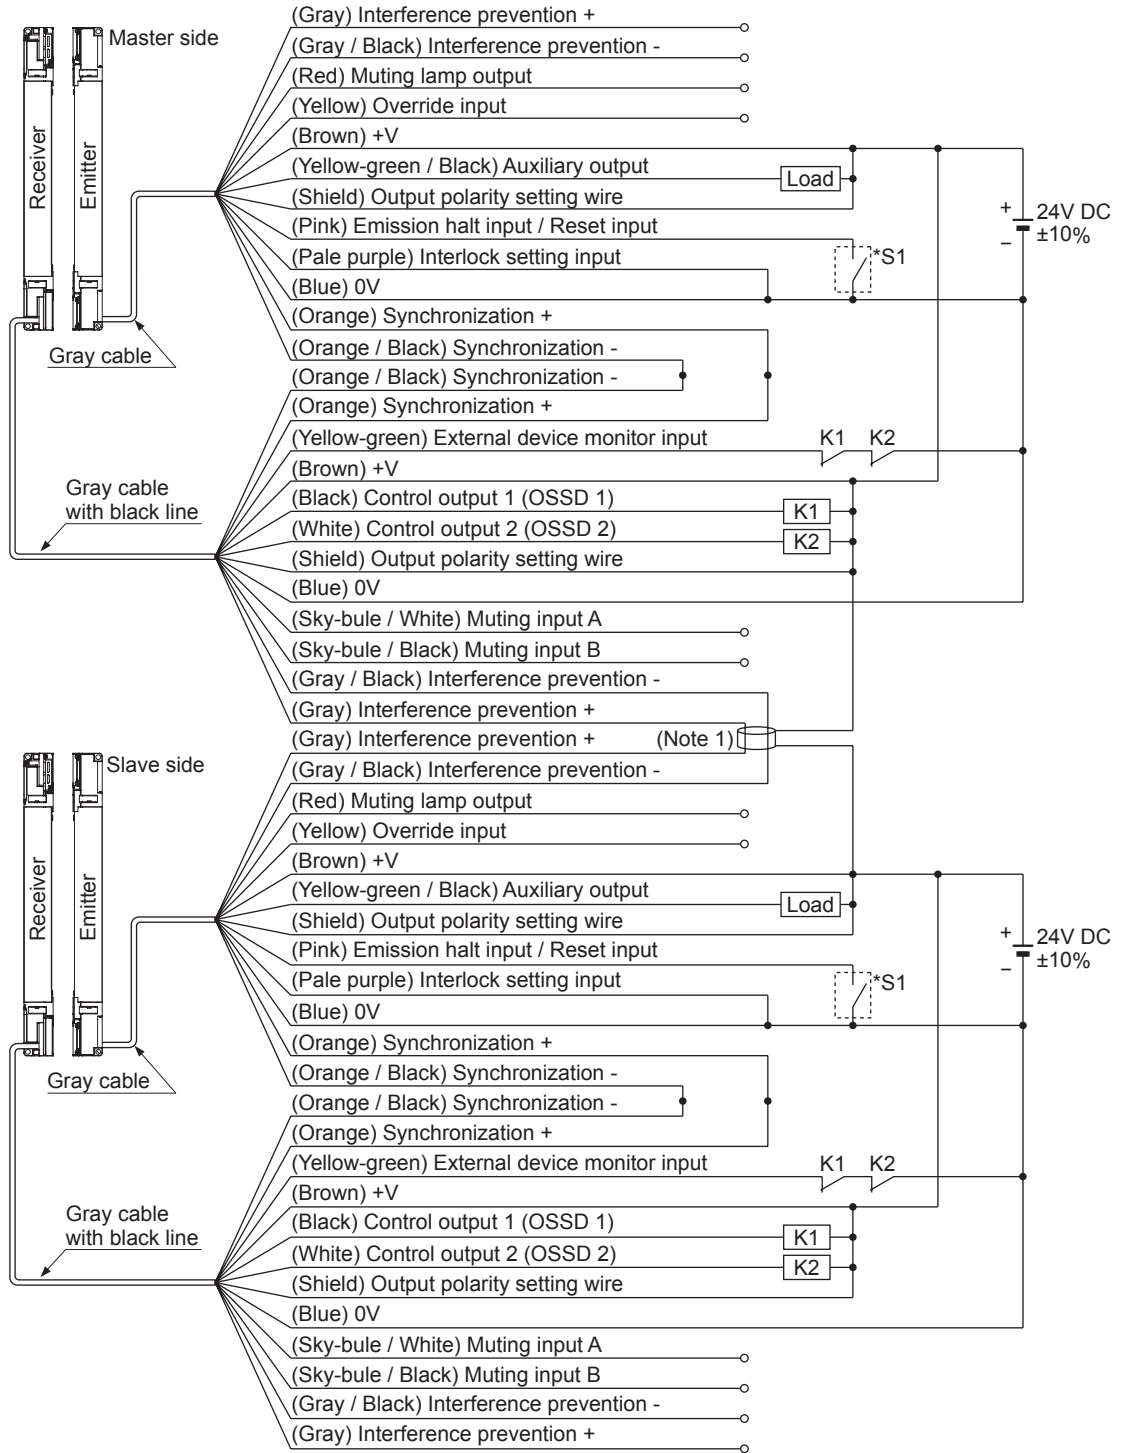 (Gray) Interference prevention +
Master side
(Gray / Black) Interference prevention -
(Red) Muting lamp output
(Yellow) Override input
(Brown) +V
Receiver
Emitter
(Yellow-green / Black) Auxiliary output
Load
(Shield) Output polarity setting wire
+ 24V DC
− ±10%
(Pink) Emission halt input / Reset input
*S1
(Pale purple) Interlock setting input
(Blue) 0V
(Orange) Synchronization +
Gray cable
(Orange / Black) Synchronization -
(Orange / Black) Synchronization -
(Orange) Synchronization +
(Yellow-green) External device monitor input
K1 K2
(Brown) +V
Gray cable
with black line
(Black) Control output 1 (OSSD 1)
K1
(White) Control output 2 (OSSD 2)
K2
(Shield) Output polarity setting wire
(Blue) 0V
(Sky-bule / White) Muting input A
(Sky-bule / Black) Muting input B
(Gray / Black) Interference prevention -
(Gray) Interference prevention +
(Gray) Interference prevention +
(Note 1)
Slave side
(Gray / Black) Interference prevention -
(Red) Muting lamp output
(Yellow) Override input
(Brown) +V
Receiver
Emitter
(Yellow-green / Black) Auxiliary output
Load
(Shield) Output polarity setting wire
+ 24V DC
− ±10%
(Pink) Emission halt input / Reset input
*S1
(Pale purple) Interlock setting input
(Blue) 0V
(Orange) Synchronization +
Gray cable
(Orange / Black) Synchronization -
(Orange / Black) Synchronization -
(Orange) Synchronization +
(Yellow-green) External device monitor input
K1 K2
(Brown) +V
Gray cable
with black line
(Black) Control output 1 (OSSD 1)
K1
(White) Control output 2 (OSSD 2)
K2
(Shield) Output polarity setting wire
(Blue) 0V
(Sky-bule / White) Muting input A
(Sky-bule / Black) Muting input B
(Gray / Black) Interference prevention -
(Gray) Interference prevention +